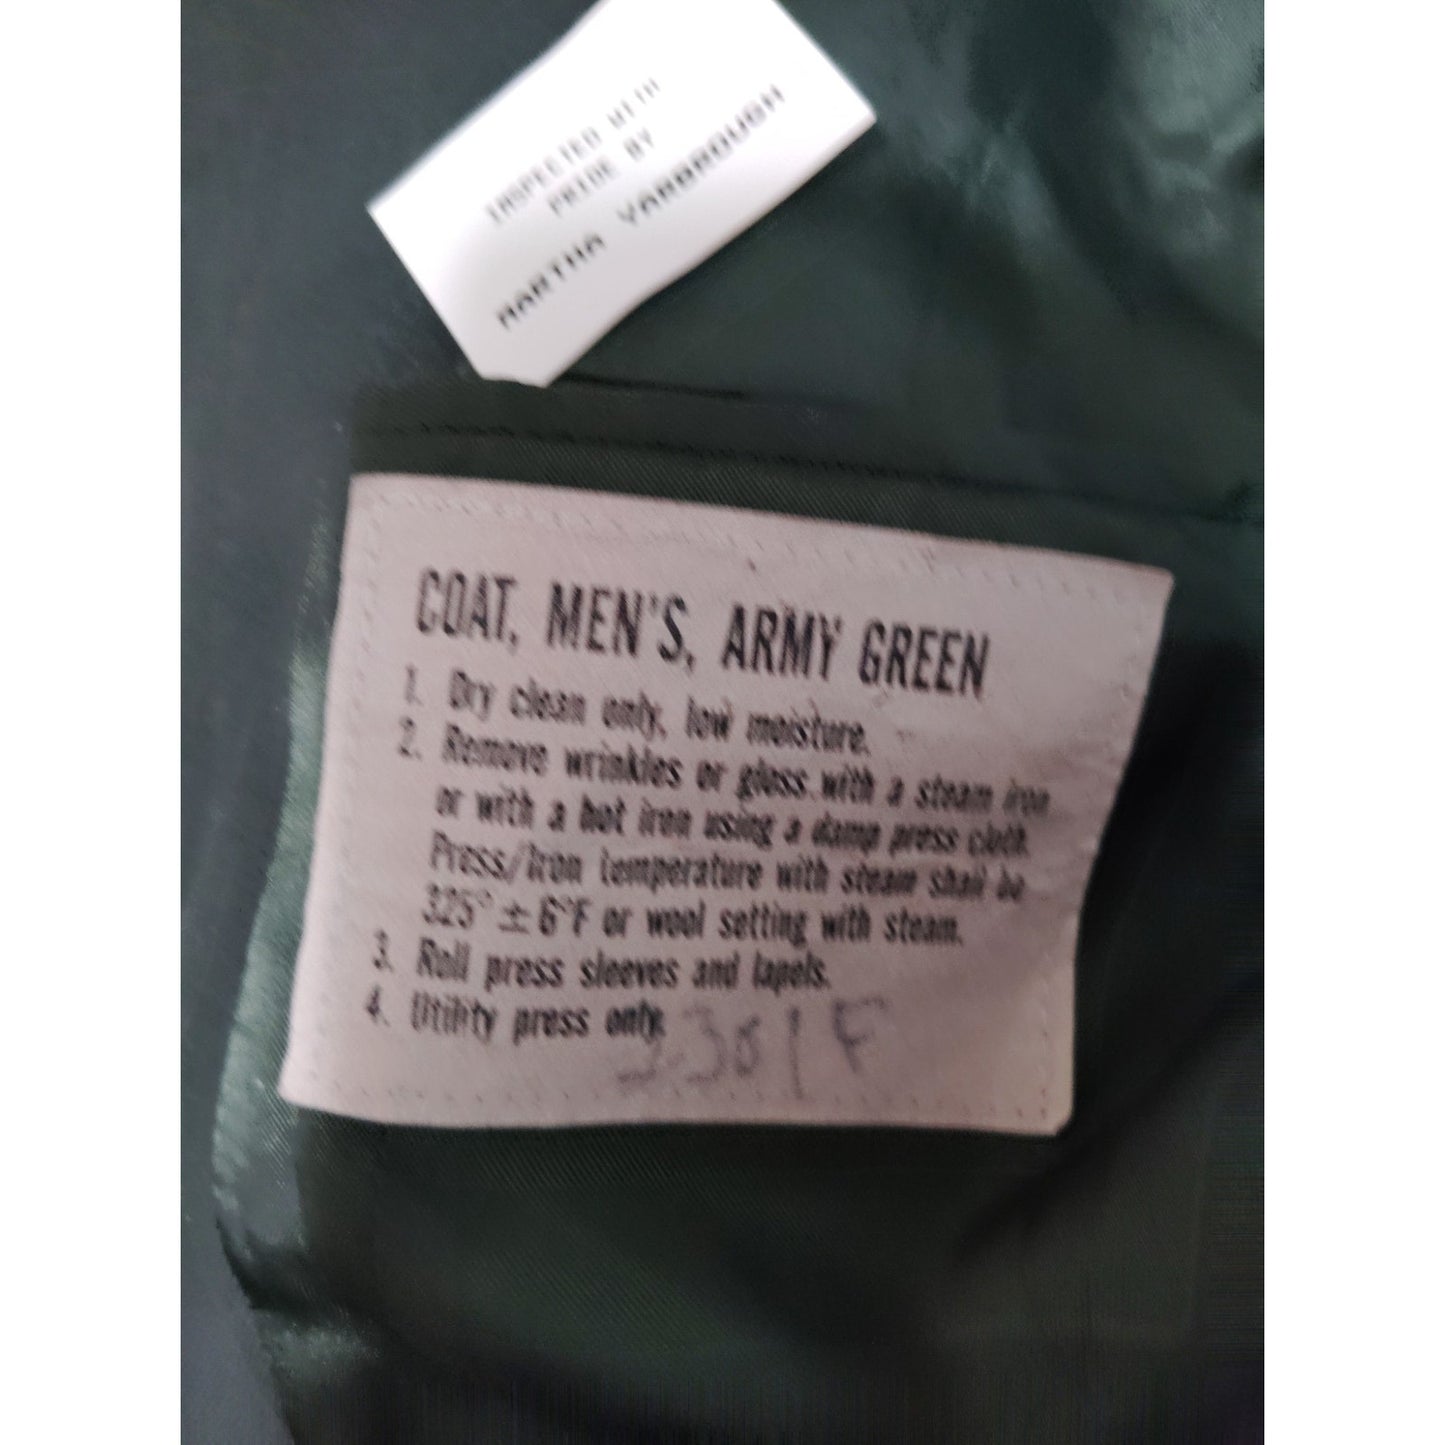 INSPECTED WITH
PRIDE BY
MARTHA YARBROUGH
COAT, MEN'S, ARMY GREEN
1. Dry clean only, low moisture.
2. Remove wrinkles or gloss with a steam iron
or with a hot iron using a damp press cloth.
Press/Iron temperature with steam shall be
325° ± 6°F or wool setting with steam.
3. Roll press sleeves and lapels.
4. Utility press only.